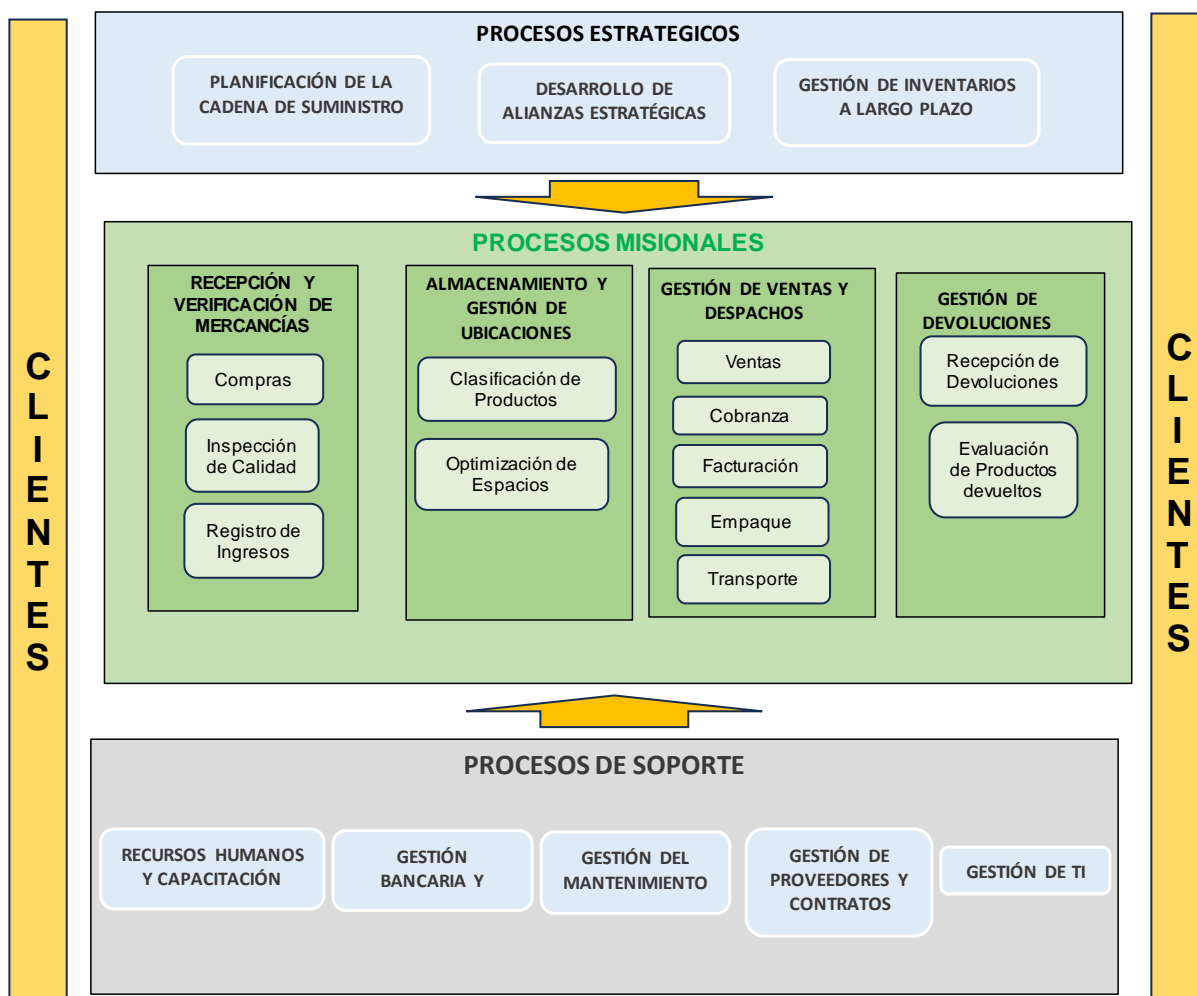 PROCESOS ESTRATEGICOS
PLANIFICACIÓN DE LA
CADENA DE SUMINISTRO
DESARROLLO DE
ALIANZAS ESTRATÉGICAS
GESTIÓN DE INVENTARIOS
A LARGO PLAZO
CLIENTES
PROCESOS MISIONALES
RECEPCIÓN Y
VERIFICACIÓN DE
MERCANCÍAS
Compras
Inspección
de Calidad
Registro de
Ingresos
ALMACENAMIENTO Y
GESTIÓN DE
UBICACIONES
Clasificación de
Productos
Optimización de
Espacios
GESTIÓN DE VENTAS Y
DESPACHOS
Ventas
Cobranza
Facturación
Empaque
Transporte
GESTIÓN DE
DEVOLUCIONES
Recepción de
Devoluciones
Evaluación
de Productos
devueltos
CLIENTES
PROCESOS DE SOPORTE
RECURSOS HUMANOS
Y CAPACITACIÓN
GESTIÓN
BANCARIA Y
GESTIÓN DEL
MANTENIMIENTO
GESTIÓN DE
PROVEEDORES Y
CONTRATOS
GESTIÓN DE TI